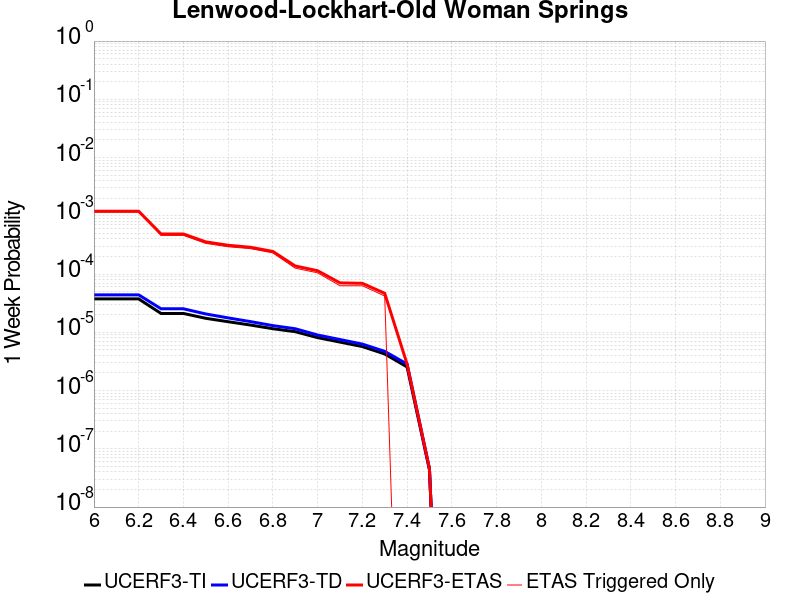 Lenwood-Lockhart-Old Woman Springs
10^0
10^-1
10^-2
10^-3
10^-4
10^-5
10^-6
10^-7
10^-8
1 Week Probability
6 6.2 6.4 6.6 6.8 7 7.2 7.4 7.6 7.8 8 8.2 8.4 8.6 8.8 9
Magnitude
UCERF3-TI UCERF3-TD UCERF3-ETAS ETAS Triggered Only